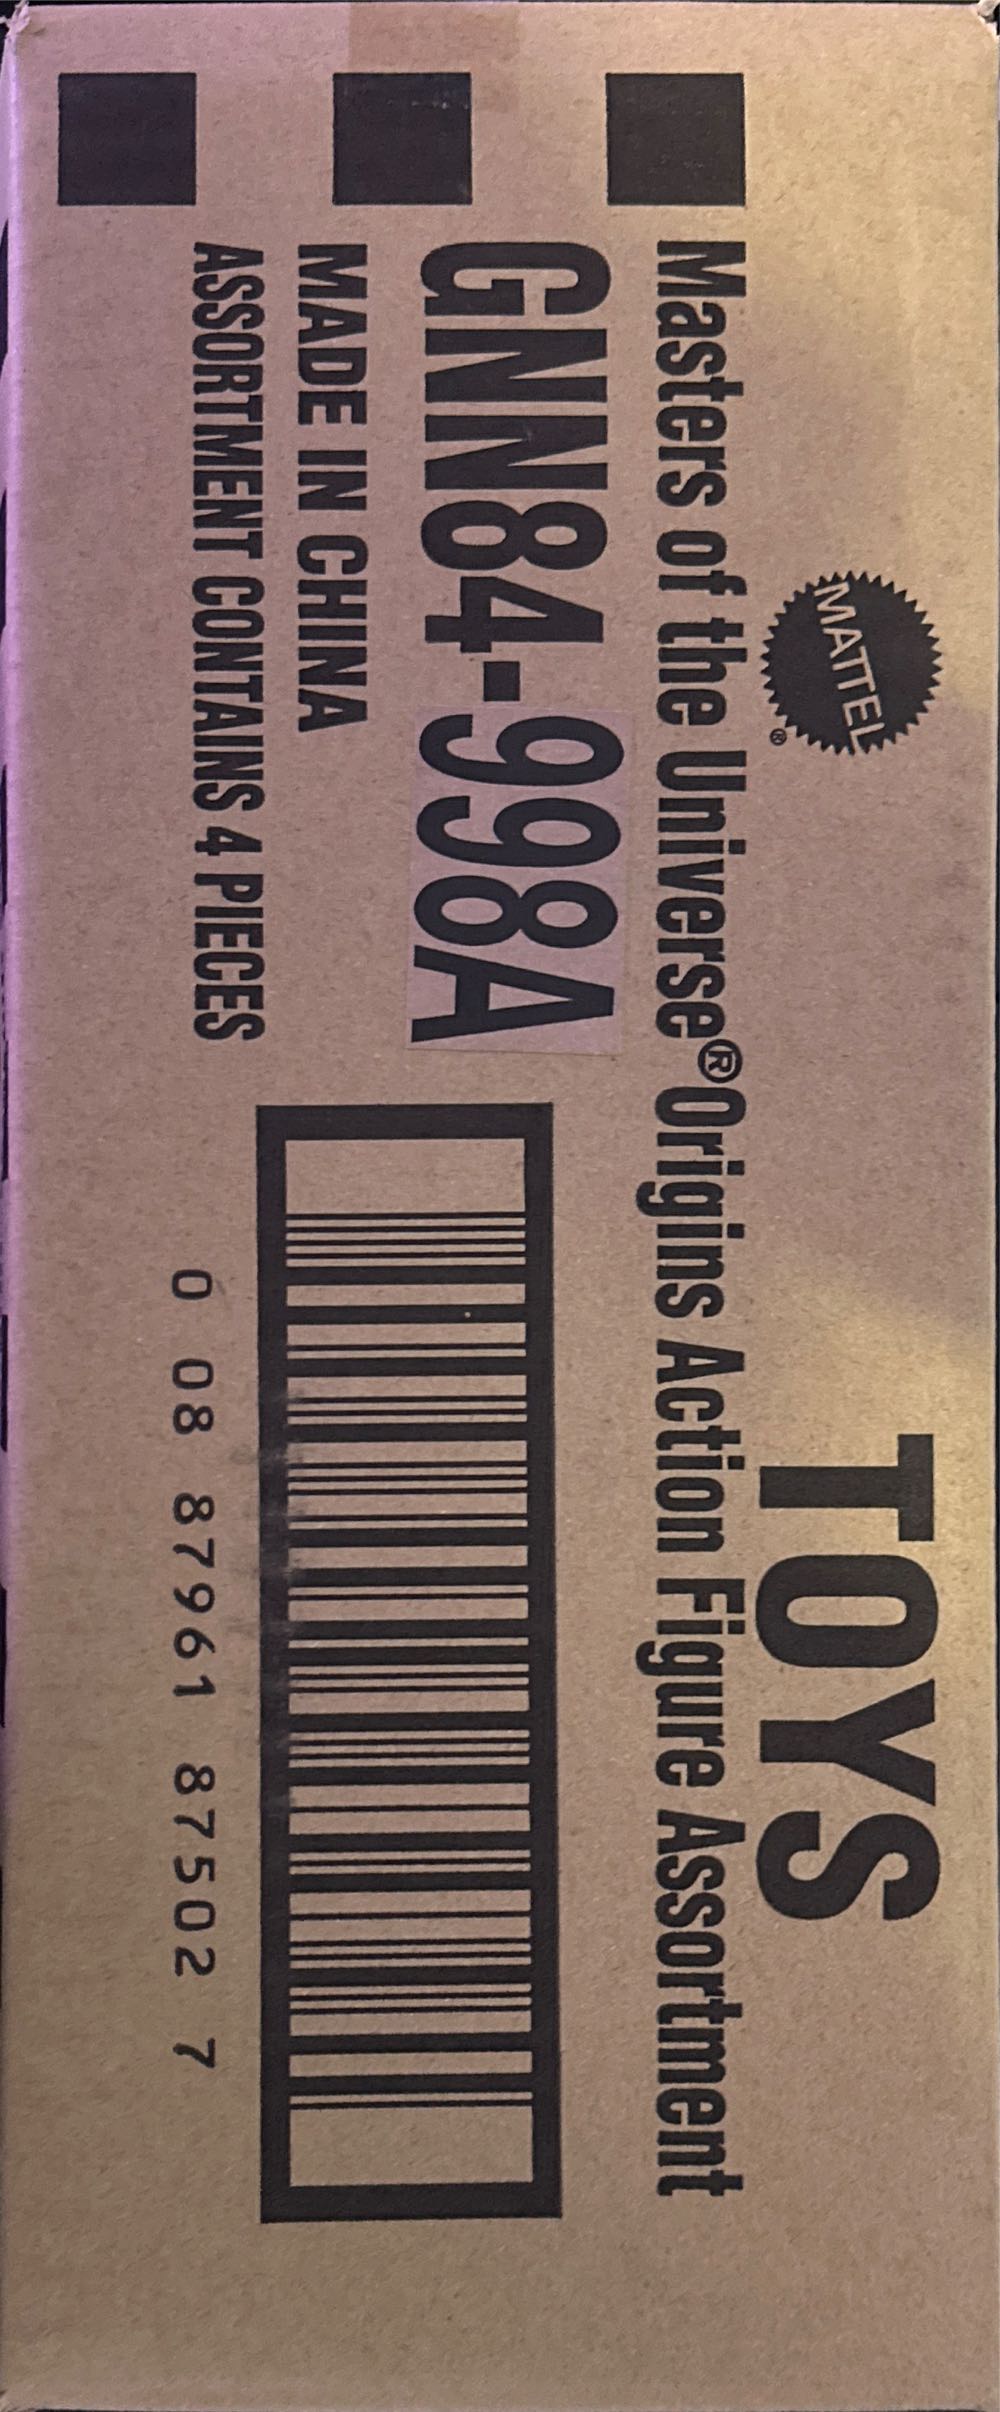 MATTEL®
TOYS
Masters of the Universe® Origins Action Figure Assortment
GNN84-998A
MADE IN CHINA
ASSORTMENT CONTAINS 4 PIECES
0 08 87961 87502 7